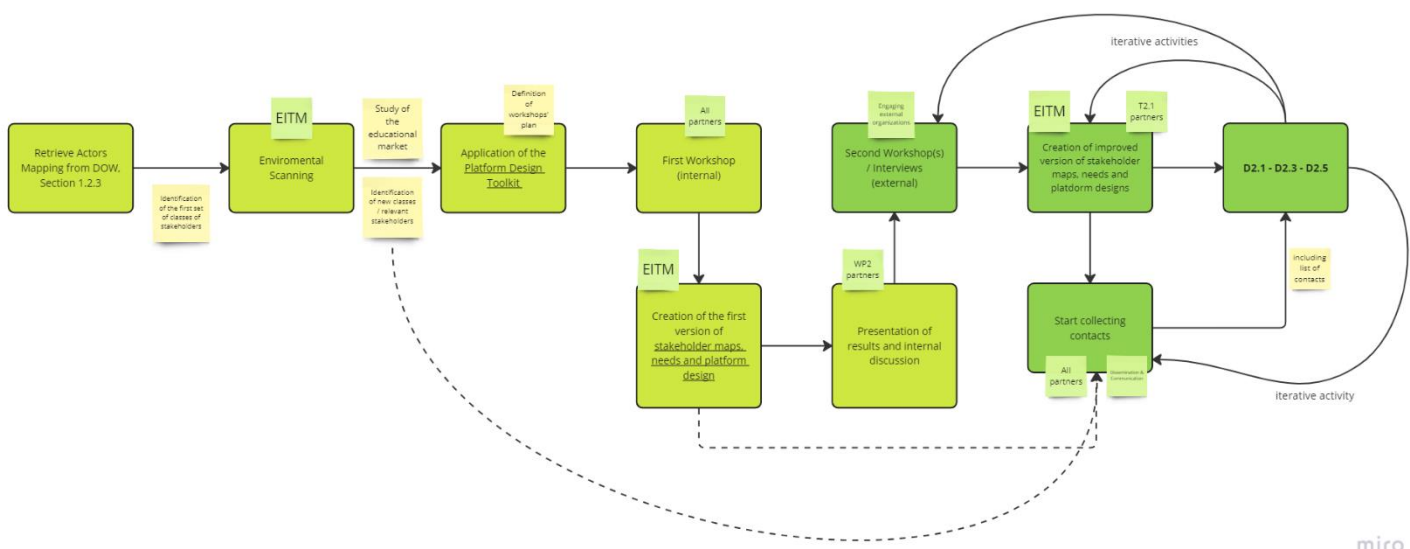 iterative activities
EITM
Study of
the
educational
market
Definition
of
workshops'
plan
All
partners
Engaging
external
organizations
EITM
T2.1
partners
Retrieve Actors
Mapping from DOW,
Section 1.2.3
Enviromental
Scanning
Application of the
Platform Design
Toolkit
First Workshop
(internal)
Second Workshop(s)
/ Interviews
(external)
Creation of improved
version of stakeholder
maps, needs and
platdorm designs
D2.1 - D2.3 - D2.5
Identification
of the first set
of classes of
stakeholders
Identification
of new classes
/ relevant
stakeholders
EITM
WP2
partners
including
list of
contacts
Creation of the first
version of
stakeholder maps,
needs and platform
design
Presentation of
results and internal
discussion
Start collecting
contacts
All
partners
Dissemination &
Communication
iterative activity
miro